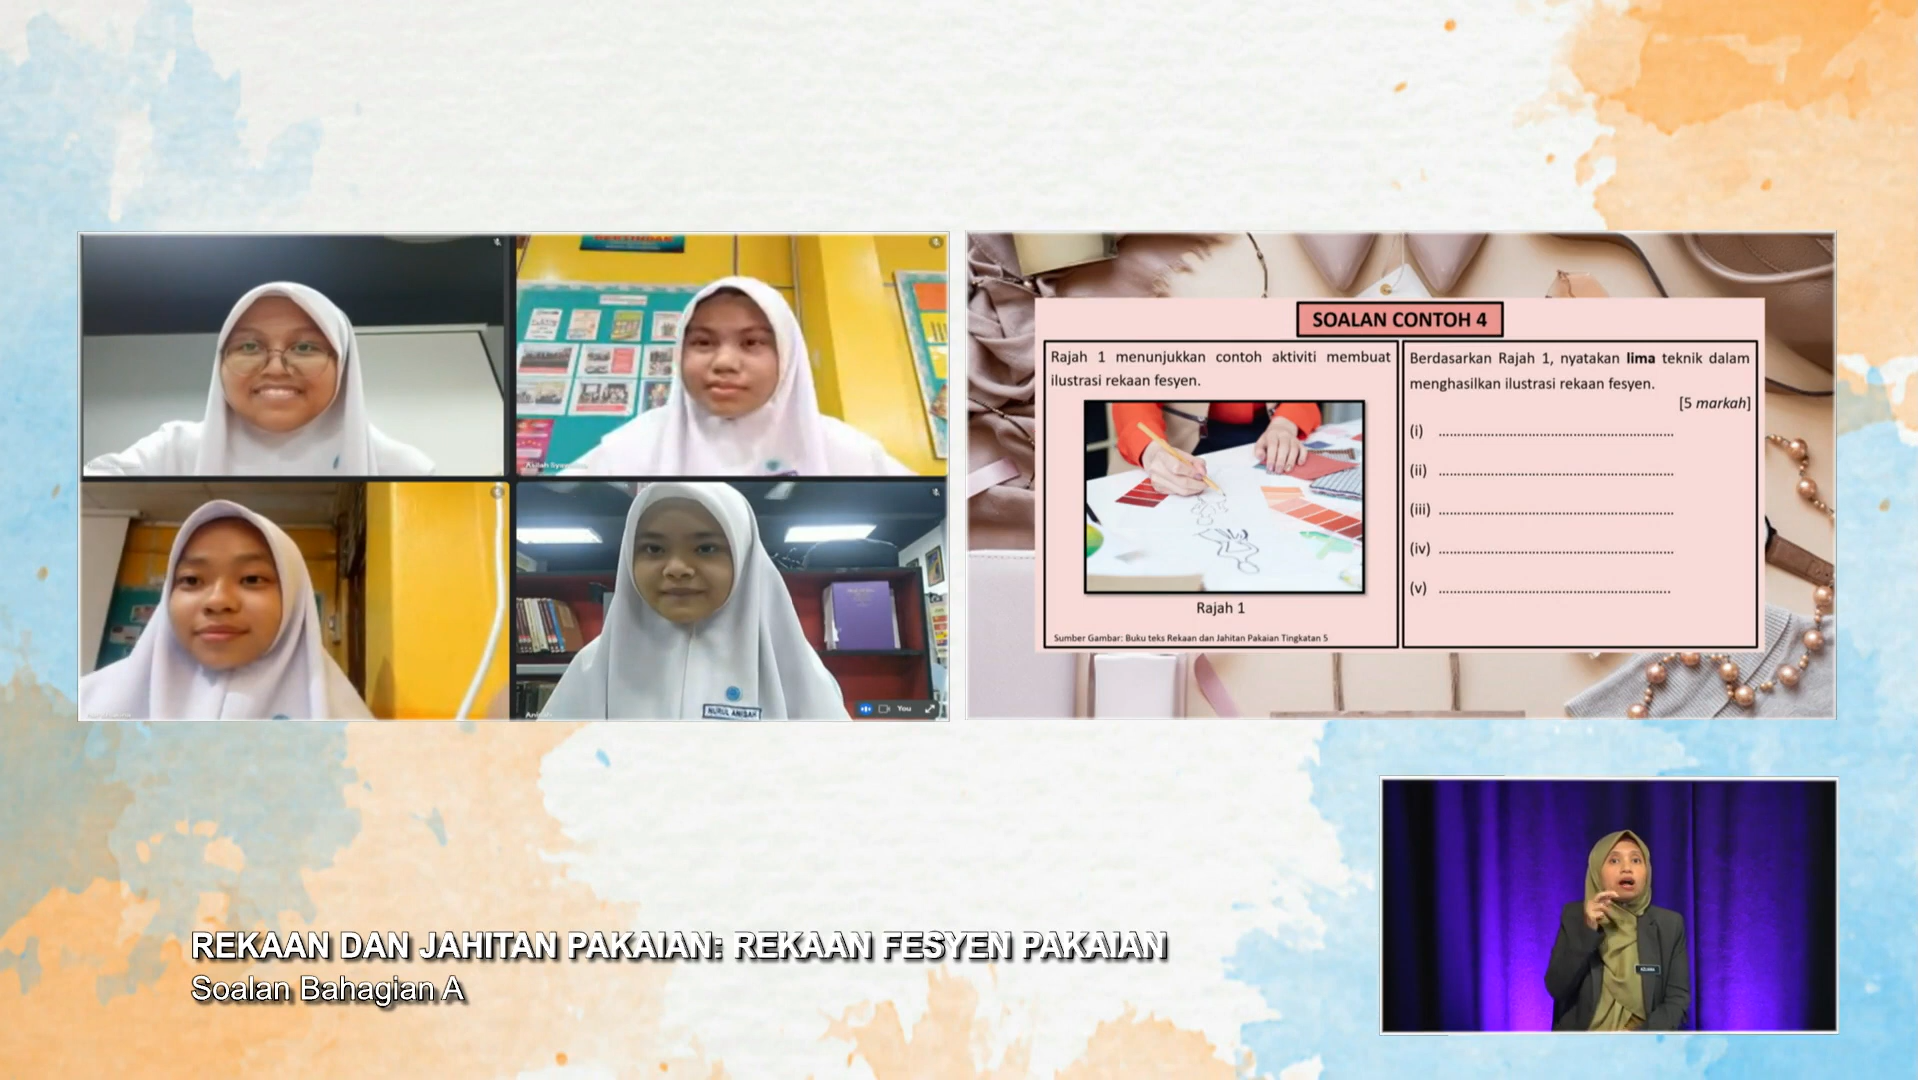 SOALAN CONTOH 4
Rajah 1 menunjukkan contoh aktiviti membuat
ilustrasi rekaan fesyen.
Rajah 1
Sumber Gambar: Buku teks Rekaan dan Jahitan Pakaian Tingkatan 5
Berdasarkan Rajah 1, nyatakan lima teknik dalam
menghasilkan ilustrasi rekaan fesyen.
[5 markah]
(i) ..........................................................
(ii) ..........................................................
(iii) ..........................................................
(iv) ..........................................................
(v) ..........................................................
NURUL ANISAH
You
REKAAN DAN JAHITAN PAKAIAN: REKAAN FESYEN PAKAIAN
Soalan Bahagian A